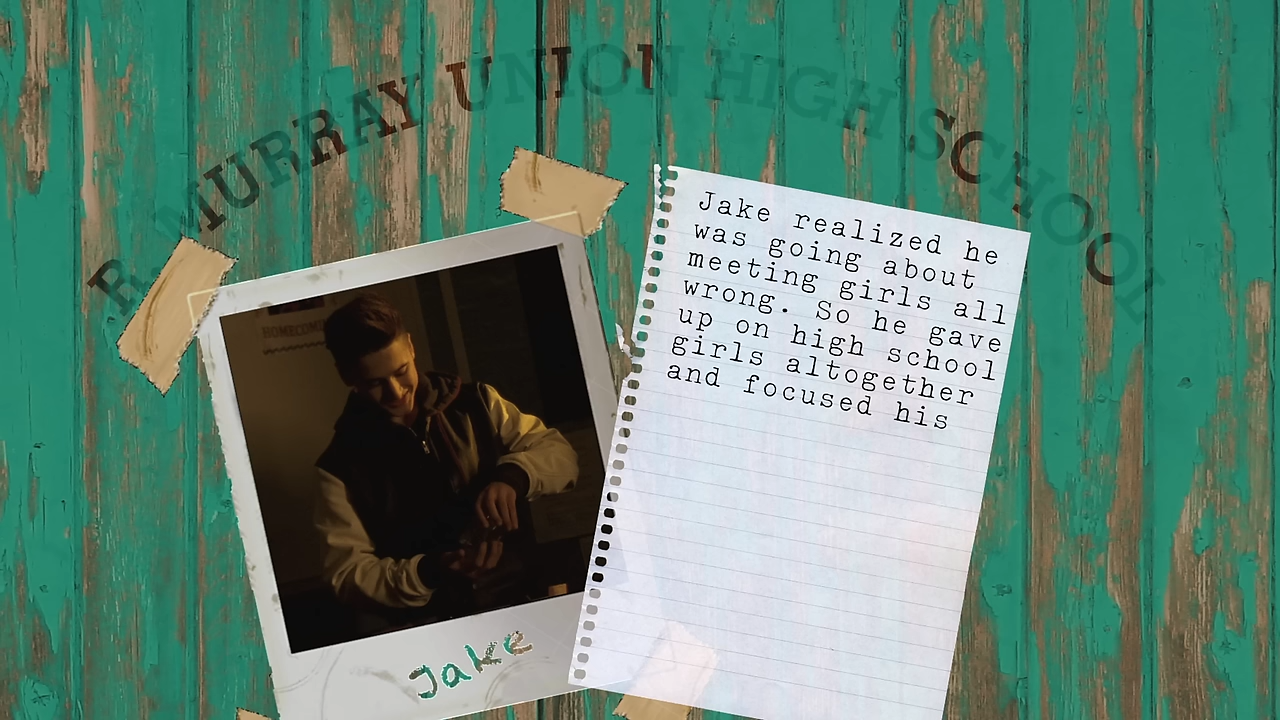 R. MURRAY UNION HIGH SCHOOL
HOMECOMI
Jake realized he
was going about
meeting girls all
wrong. So he gave
up on high school
girls altogether
and focused his
Jake